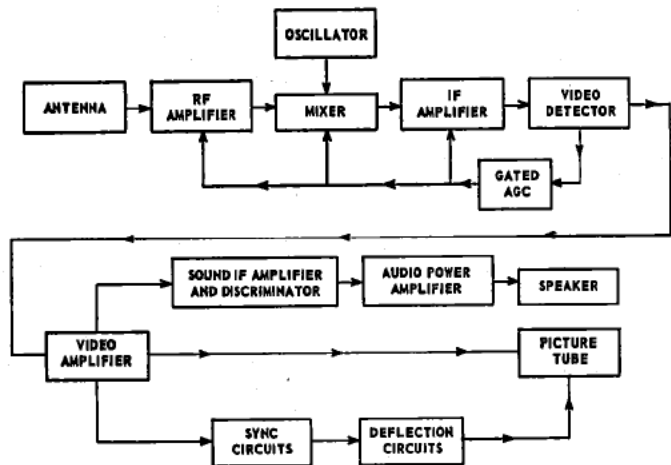 OSCILLATOR
ANTENNA
RF
AMPLIFIER
MIXER
IF
AMPLIFIER
VIDEO
DETECTOR
GATED
AGC
SOUND IF AMPLIFIER
AND DISCRIMINATOR
AUDIO POWER
AMPLIFIER
SPEAKER
VIDEO
AMPLIFIER
PICTURE
TUBE
SYNC
CIRCUITS
DEFLECTION
CIRCUITS